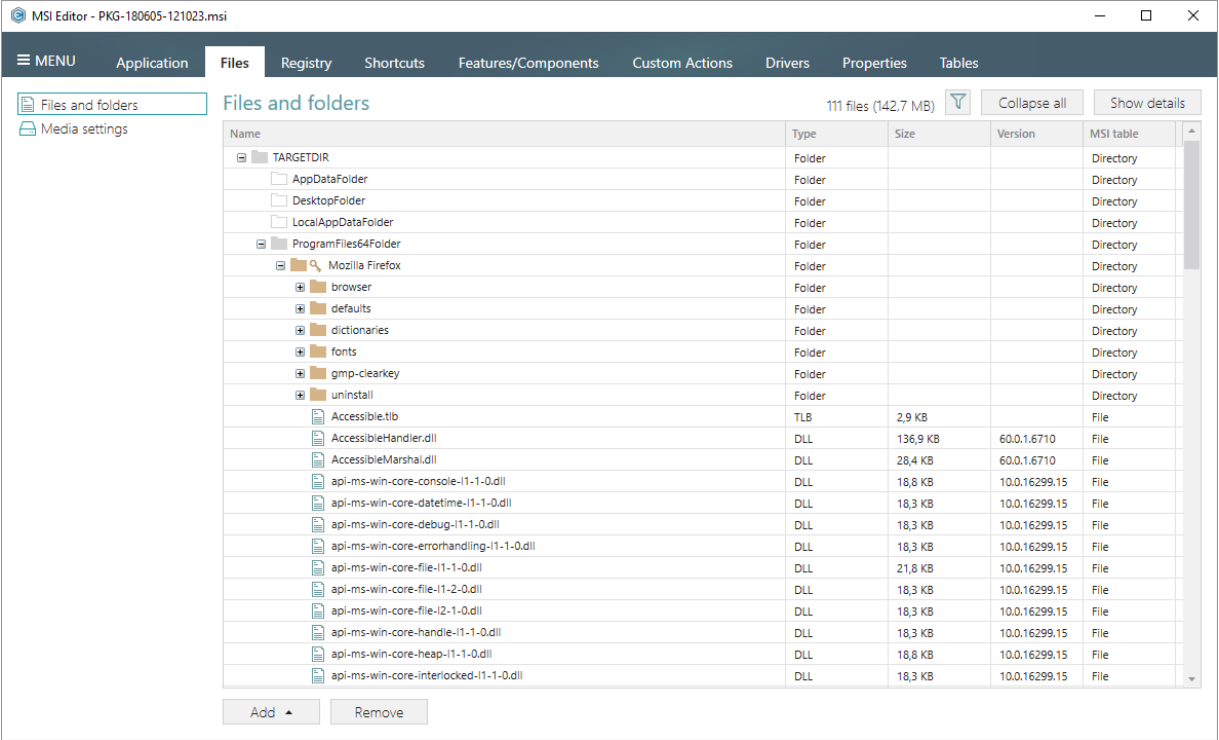 MSI Editor - PKG-180605-121023.msi
MENU Application Files Registry Shortcuts Features/Components Custom Actions Drivers Properties Tables
Files and folders
Media settings
Files and folders 111 files (142,7 MB) Collapse all Show details
Name Type Size Version MSI table
TARGETDIR Folder Directory
AppDataFolder Folder Directory
DesktopFolder Folder Directory
LocalAppDataFolder Folder Directory
ProgramFiles64Folder Folder Directory
Mozilla Firefox Folder Directory
browser Folder Directory
defaults Folder Directory
dictionaries Folder Directory
fonts Folder Directory
gmp-clearkey Folder Directory
uninstall Folder Directory
Accessible.tlb TLB 2,9 KB File
AccessibleHandler.dll DLL 136,9 KB 60.0.1.6710 File
AccessibleMarshal.dll DLL 28,4 KB 60.0.1.6710 File
api-ms-win-core-console-l1-1-0.dll DLL 18,8 KB 10.0.16299.15 File
api-ms-win-core-datetime-l1-1-0.dll DLL 18,3 KB 10.0.16299.15 File
api-ms-win-core-debug-l1-1-0.dll DLL 18,3 KB 10.0.16299.15 File
api-ms-win-core-errorhandling-l1-1-0.dll DLL 18,3 KB 10.0.16299.15 File
api-ms-win-core-file-l1-1-0.dll DLL 21,8 KB 10.0.16299.15 File
api-ms-win-core-file-l1-2-0.dll DLL 18,3 KB 10.0.16299.15 File
api-ms-win-core-file-l2-1-0.dll DLL 18,3 KB 10.0.16299.15 File
api-ms-win-core-handle-l1-1-0.dll DLL 18,3 KB 10.0.16299.15 File
api-ms-win-core-heap-l1-1-0.dll DLL 18,8 KB 10.0.16299.15 File
api-ms-win-core-interlocked-l1-1-0.dll DLL 18,3 KB 10.0.16299.15 File
Add Remove